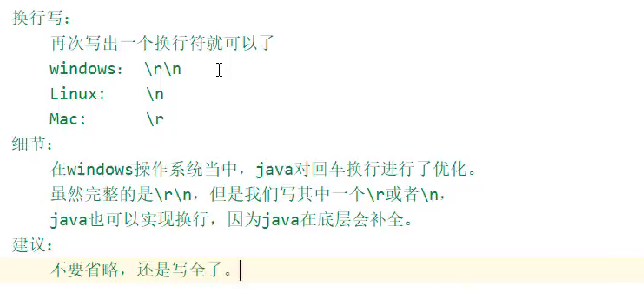 换行写：
再次写出一个换行符就可以了
windows： \r\n
Linux: \n
Mac: \r
细节：
在windows操作系统当中，java对回车换行进行了优化。
虽然完整的是\r\n，但是我们写其中一个\r或者\n，
java也可以实现换行，因为java在底层会补全。
建议：
不要省略，还是写全了。